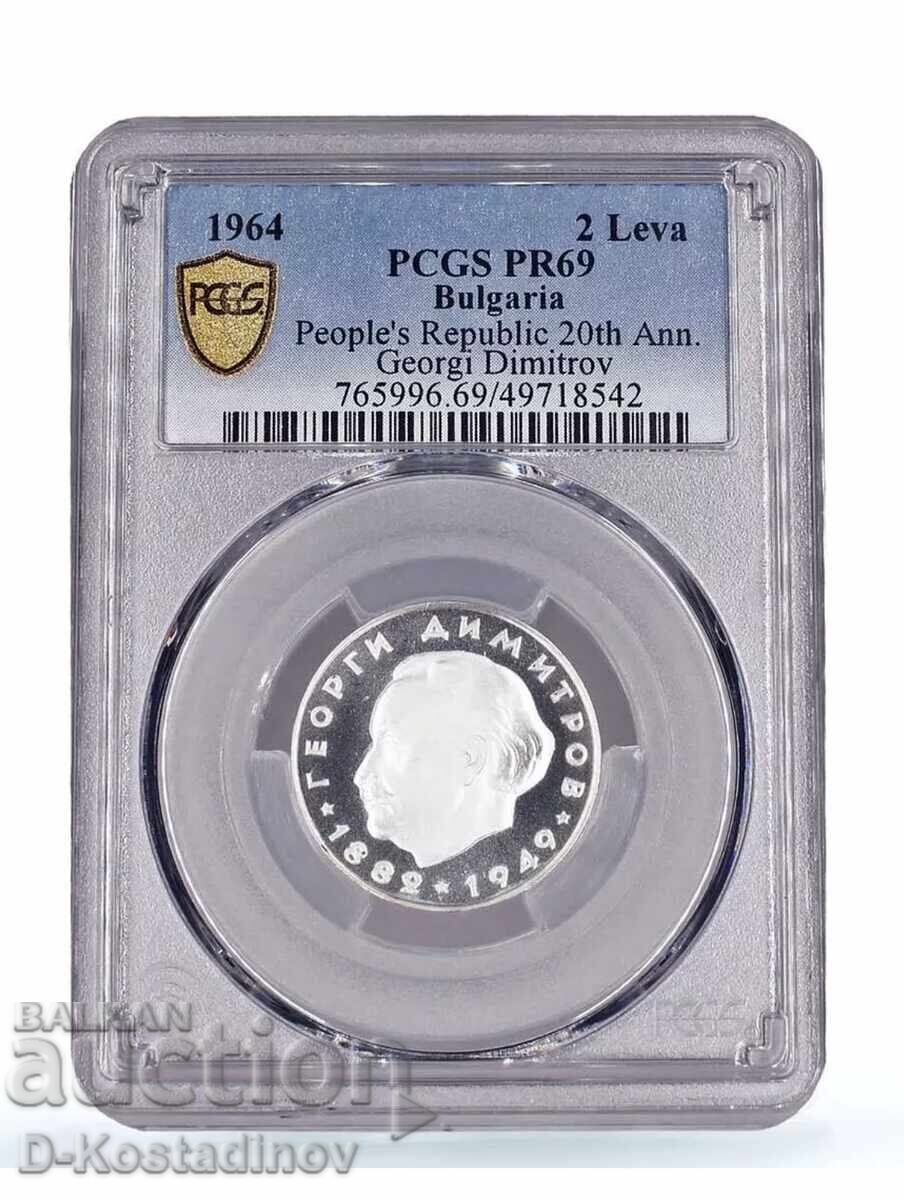 1964 2 Leva
PCGS PR69
PCGS
Bulgaria
People's Republic 20th Ann.
Georgi Dimitrov
765996.69/49718542
ГЕОРГИ ДИМИТРОВ
★ 1882 ★ 1949 ★
PCGS
BALKAN
auction
D-Kostadinov